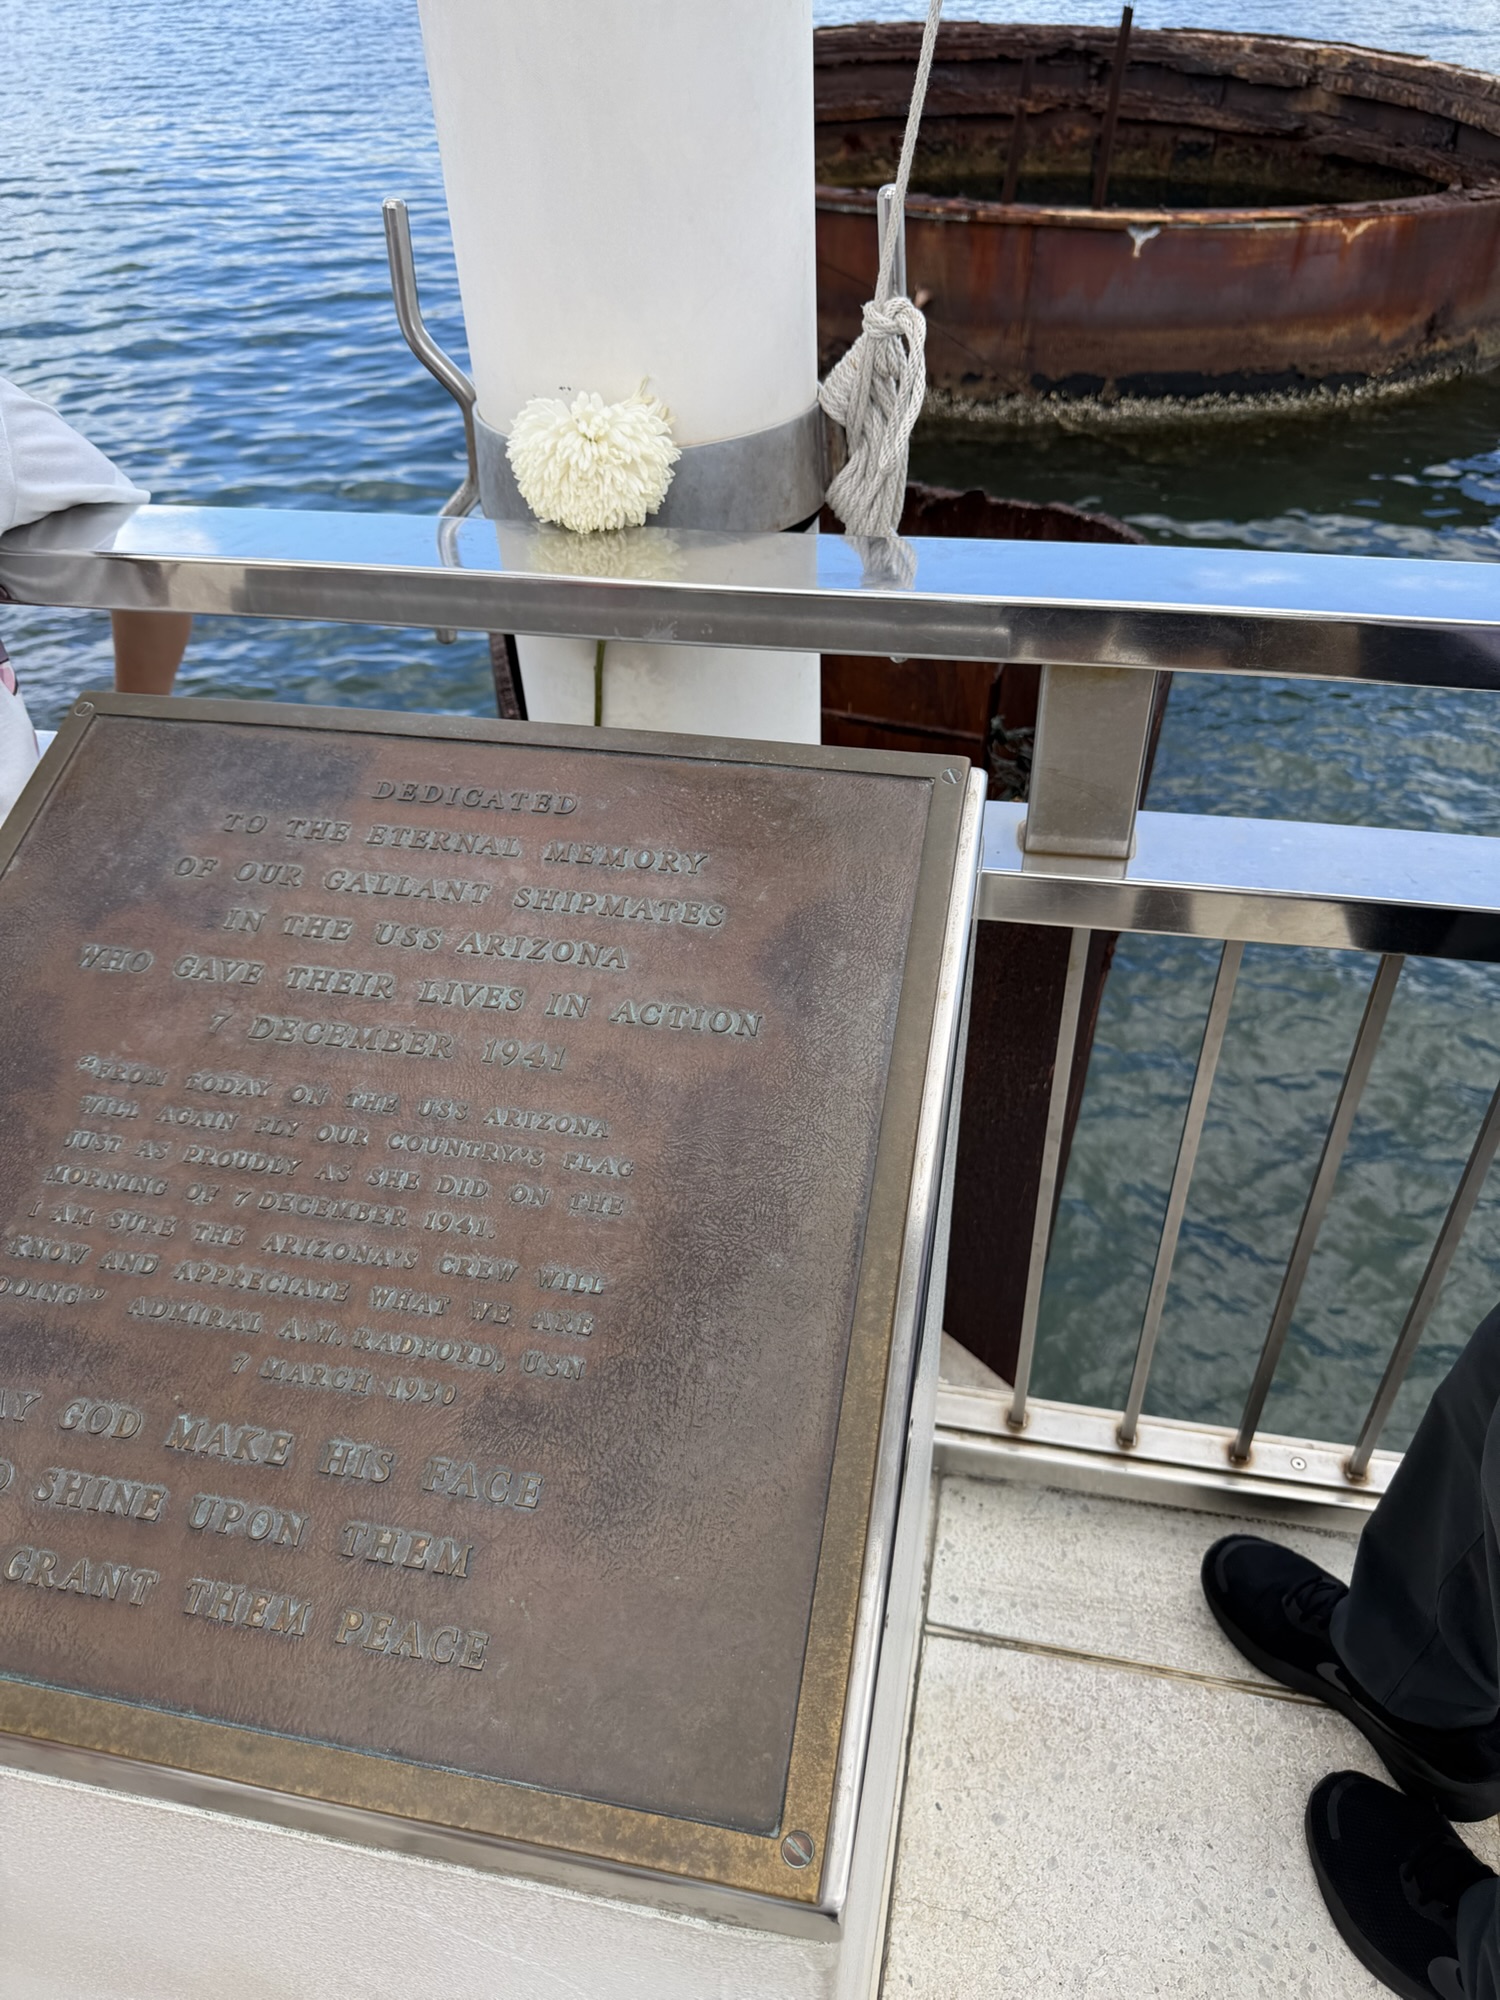 DEDICATED
TO THE ETERNAL MEMORY
OF OUR GALLANT SHIPMATES
IN THE USS ARIZONA
WHO GAVE THEIR LIVES IN ACTION
7 DECEMBER 1941
"FROM TODAY ON THE USS ARIZONA
WILL AGAIN FLY OUR COUNTRY'S FLAG
JUST AS PROUDLY AS SHE DID ON THE
MORNING OF 7 DECEMBER 1941.
I AM SURE THE ARIZONA'S CREW WILL
KNOW AND APPRECIATE WHAT WE ARE
DOING" ADMIRAL A.W. RADFORD, USN
7 MARCH 1950
AY GOD MAKE HIS FACE
O SHINE UPON THEM
GRANT THEM PEACE